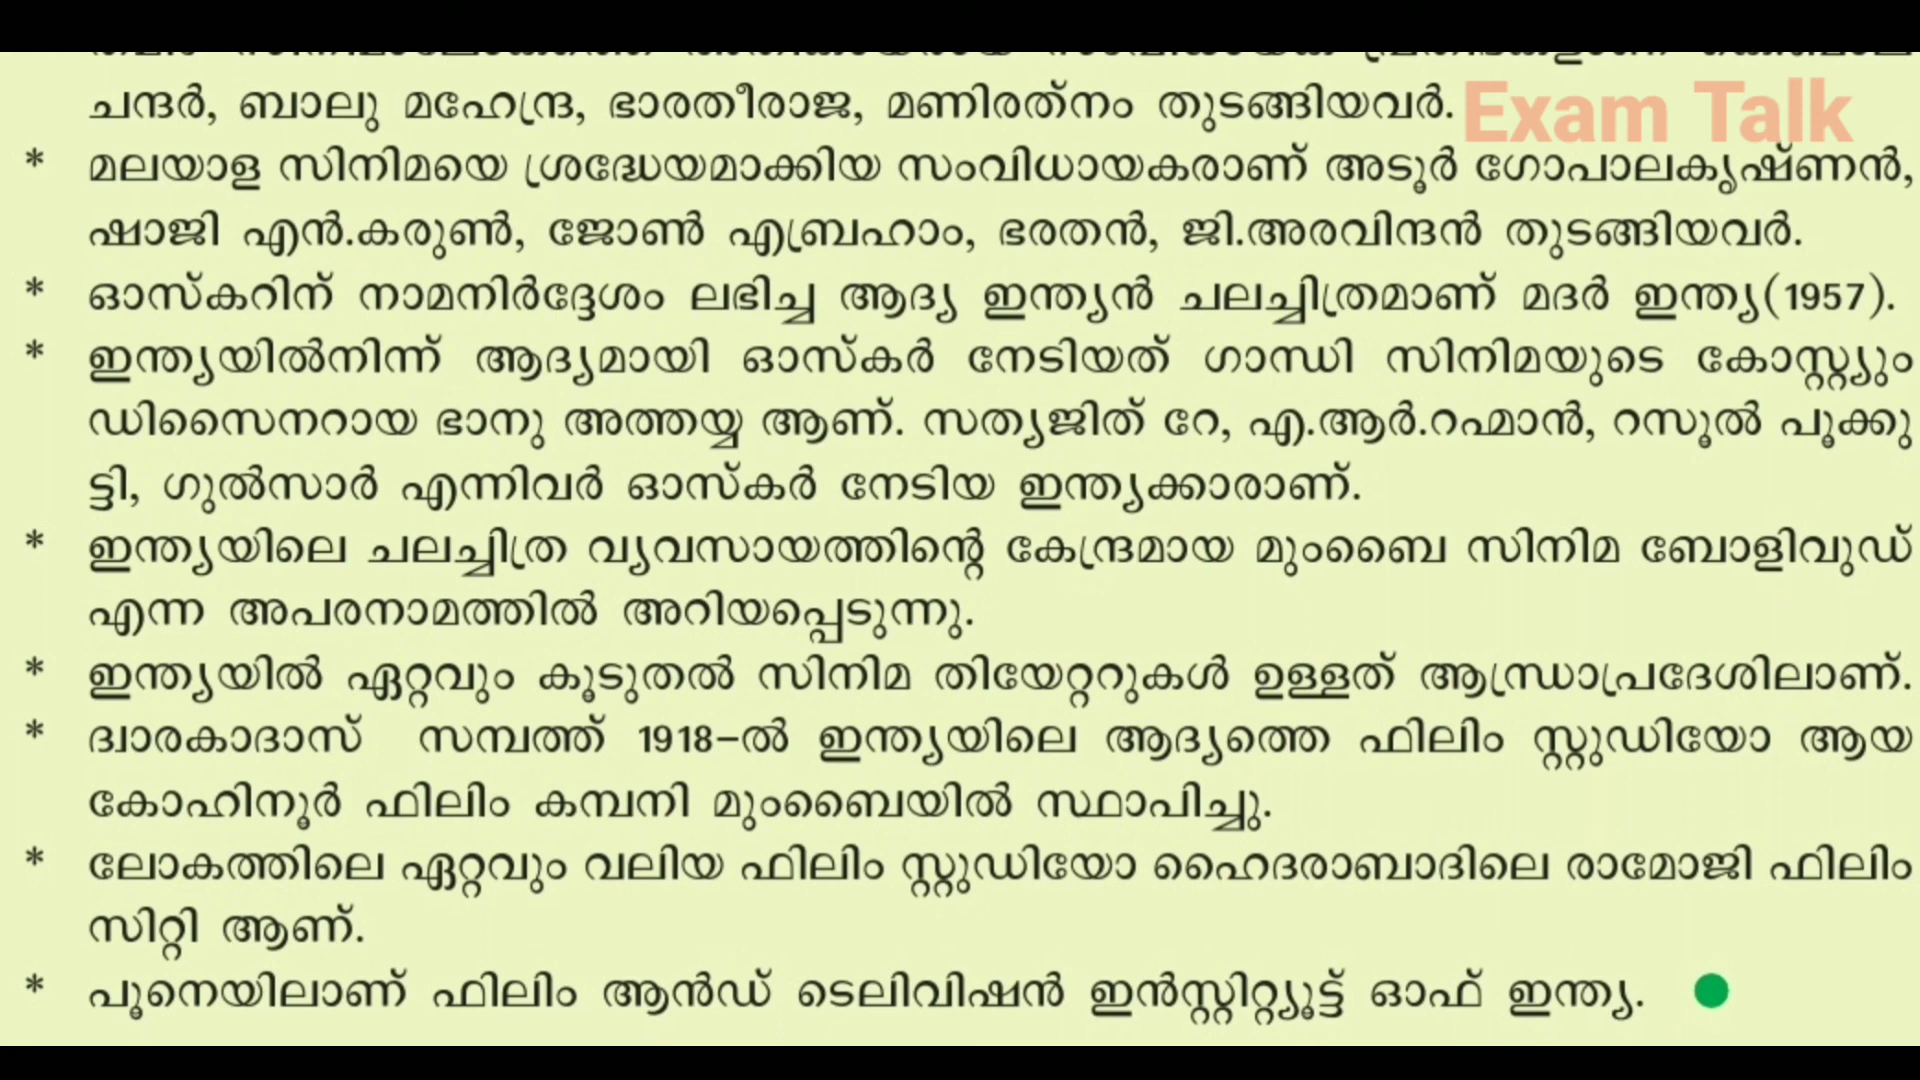 ചന്ദർ, ബാലു മഹേന്ദ്ര, ഭാരതീരാജ, മണിരത്നം തുടങ്ങിയവർ.
Exam Talk
* മലയാള സിനിമയെ ശ്രദ്ധേയമാക്കിയ സംവിധായകരാണ് അടൂർ ഗോപാലകൃഷ്ണൻ,
ഷാജി എൻ.കരുൺ, ജോൺ എബ്രഹാം, ഭരതൻ, ജി.അരവിന്ദൻ തുടങ്ങിയവർ.
* ഓസ്കറിന് നാമനിർദ്ദേശം ലഭിച്ച ആദ്യ ഇന്ത്യൻ ചലച്ചിത്രമാണ് മദർ ഇന്ത്യ(1957).
* ഇന്ത്യയിൽനിന്ന് ആദ്യമായി ഓസ്കർ നേടിയത് ഗാന്ധി സിനിമയുടെ കോസ്റ്റ്യും
ഡിസൈനറായ ഭാനു അത്തയ്യ ആണ്. സത്യജിത് റേ, എ.ആർ.റഹ്മാൻ, റസൂൽ പൂക്കു
ട്ടി, ഗുൽസാർ എന്നിവർ ഓസ്കർ നേടിയ ഇന്ത്യക്കാരാണ്.
* ഇന്ത്യയിലെ ചലച്ചിത്ര വ്യവസായത്തിന്റെ കേന്ദ്രമായ മുംബൈ സിനിമ ബോളിവുഡ്
എന്ന അപരനാമത്തിൽ അറിയപ്പെടുന്നു.
* ഇന്ത്യയിൽ ഏറ്റവും കൂടുതൽ സിനിമ തിയേറ്ററുകൾ ഉള്ളത് ആന്ധ്രാപ്രദേശിലാണ്.
* ദ്വാരകാദാസ് സമ്പത്ത് 1918-ൽ ഇന്ത്യയിലെ ആദ്യത്തെ ഫിലിം സ്റ്റുഡിയോ ആയ
കോഹിനൂർ ഫിലിം കമ്പനി മുംബൈയിൽ സ്ഥാപിച്ചു.
* ലോകത്തിലെ ഏറ്റവും വലിയ ഫിലിം സ്റ്റുഡിയോ ഹൈദരാബാദിലെ രാമോജി ഫിലിം
സിറ്റി ആണ്.
* പൂനെയിലാണ് ഫിലിം ആൻഡ് ടെലിവിഷൻ ഇൻസ്റ്റിറ്റ്യൂട്ട് ഓഫ് ഇന്ത്യ.